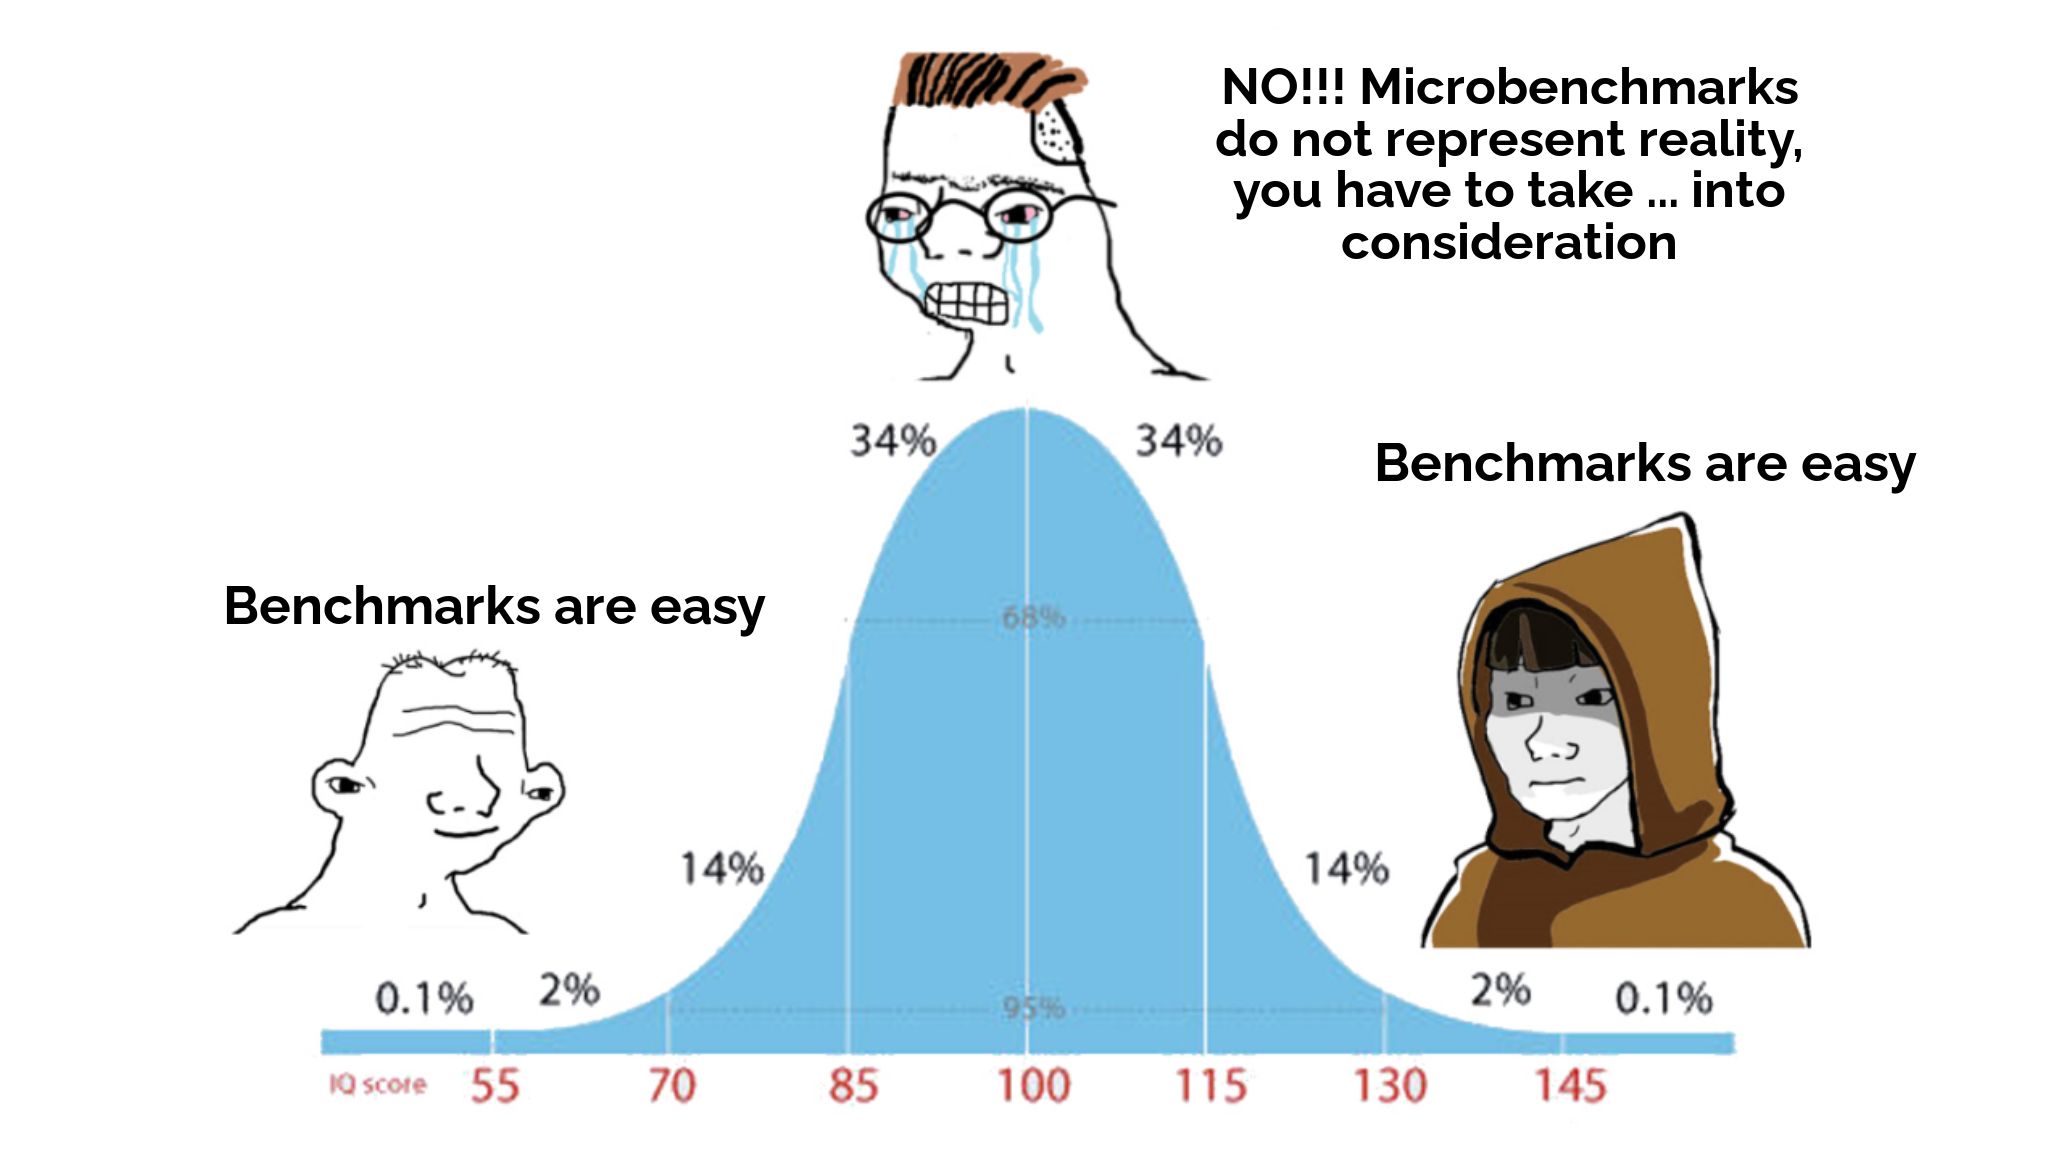 NO!!! Microbenchmarks
do not represent reality,
you have to take ... into
consideration
34%
34%
Benchmarks are easy
Benchmarks are easy
68%
14%
14%
0.1%
2%
95%
2%
0.1%
IQ score 55 70 85 100 115 130 145